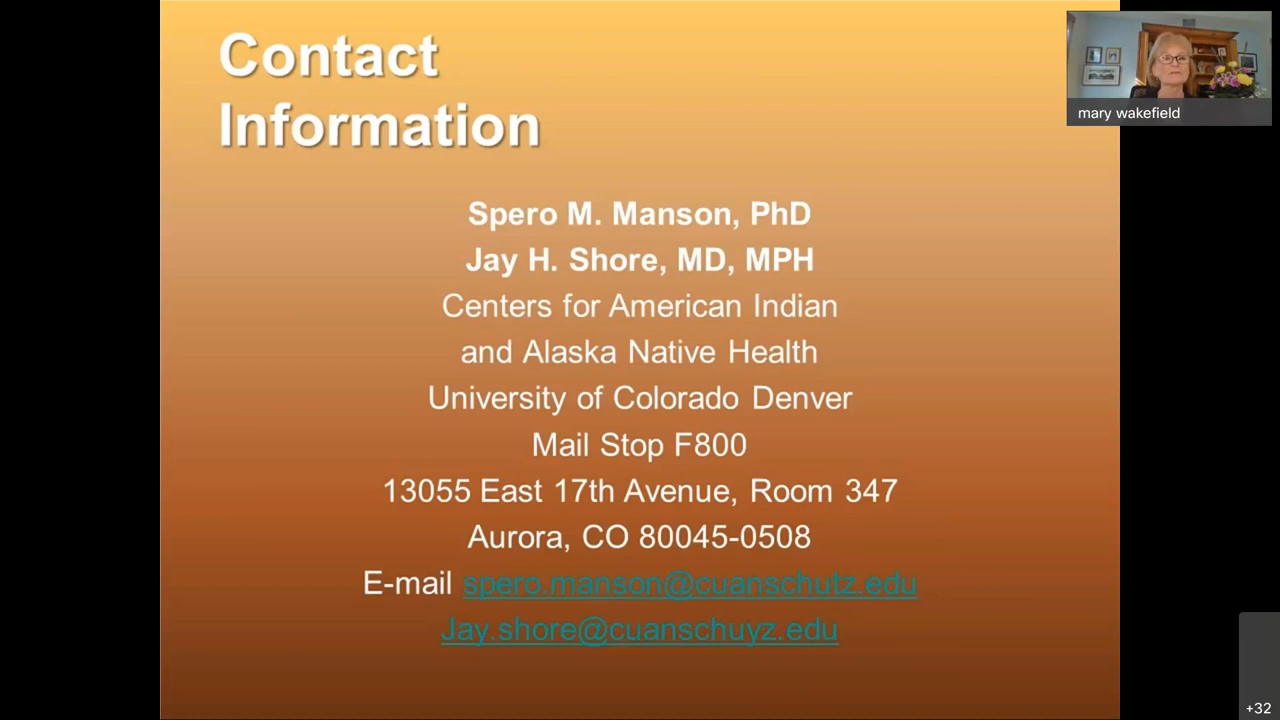 Contact
Information
mary wakefield
Spero M. Manson, PhD
Jay H. Shore, MD, MPH
Centers for American Indian
and Alaska Native Health
University of Colorado Denver
Mail Stop F800
13055 East 17th Avenue, Room 347
Aurora, CO 80045-0508
E-mail spero.manson@cuanschutz.edu
Jay.shore@cuanschuyz.edu
+32